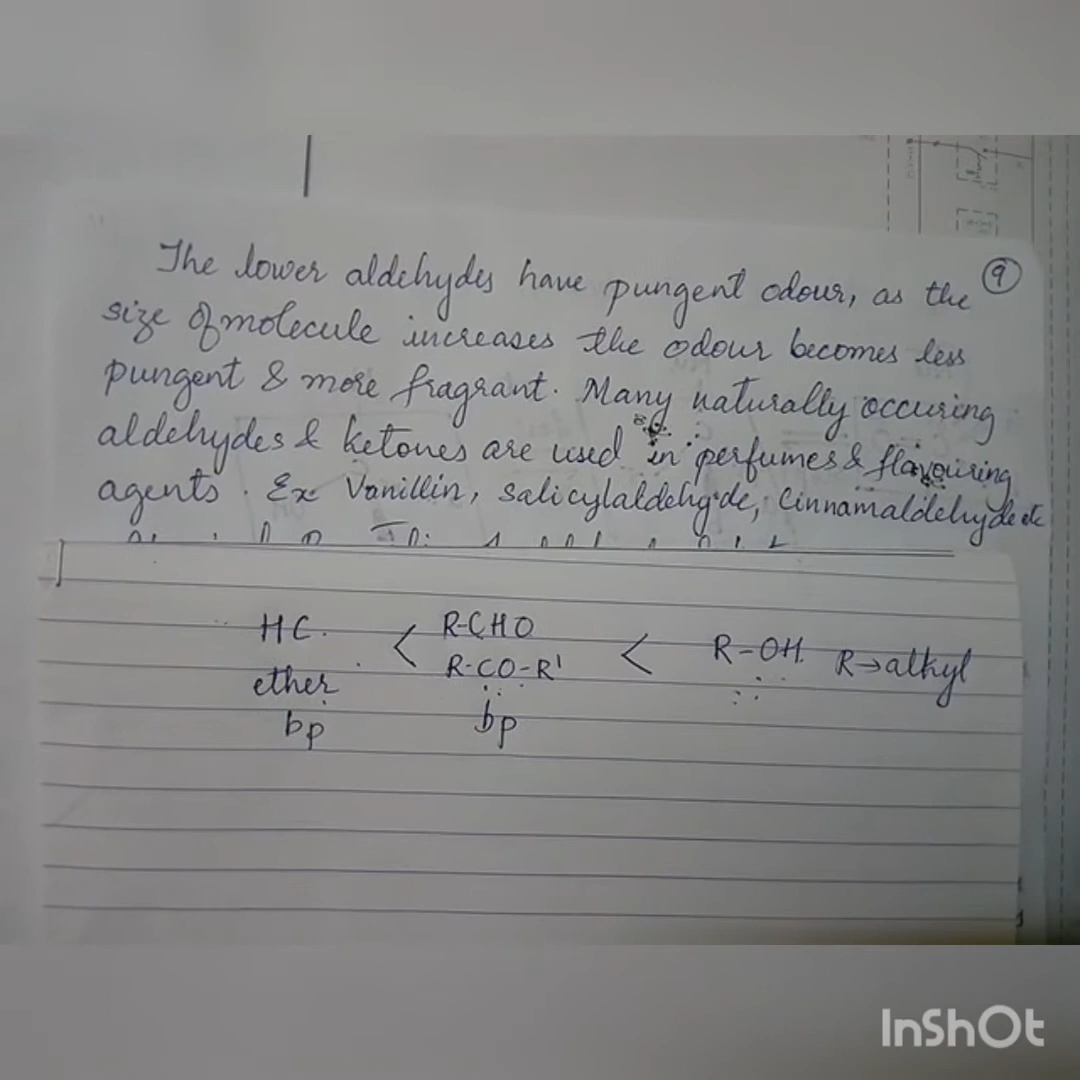 The lower aldehydes have pungent odour, as the 9
size of molecule increases the odour becomes less
pungent & more fragrant. Many naturally occuring
aldehydes & ketones are used in perfumes & flavouring
agents. Ex Vanillin, salicylaldehyde, Cinnamaldehyde etc
HC. < R-CHO < R-OH. R→alkyl
ether R-CO-R'
bp bp
InShOt